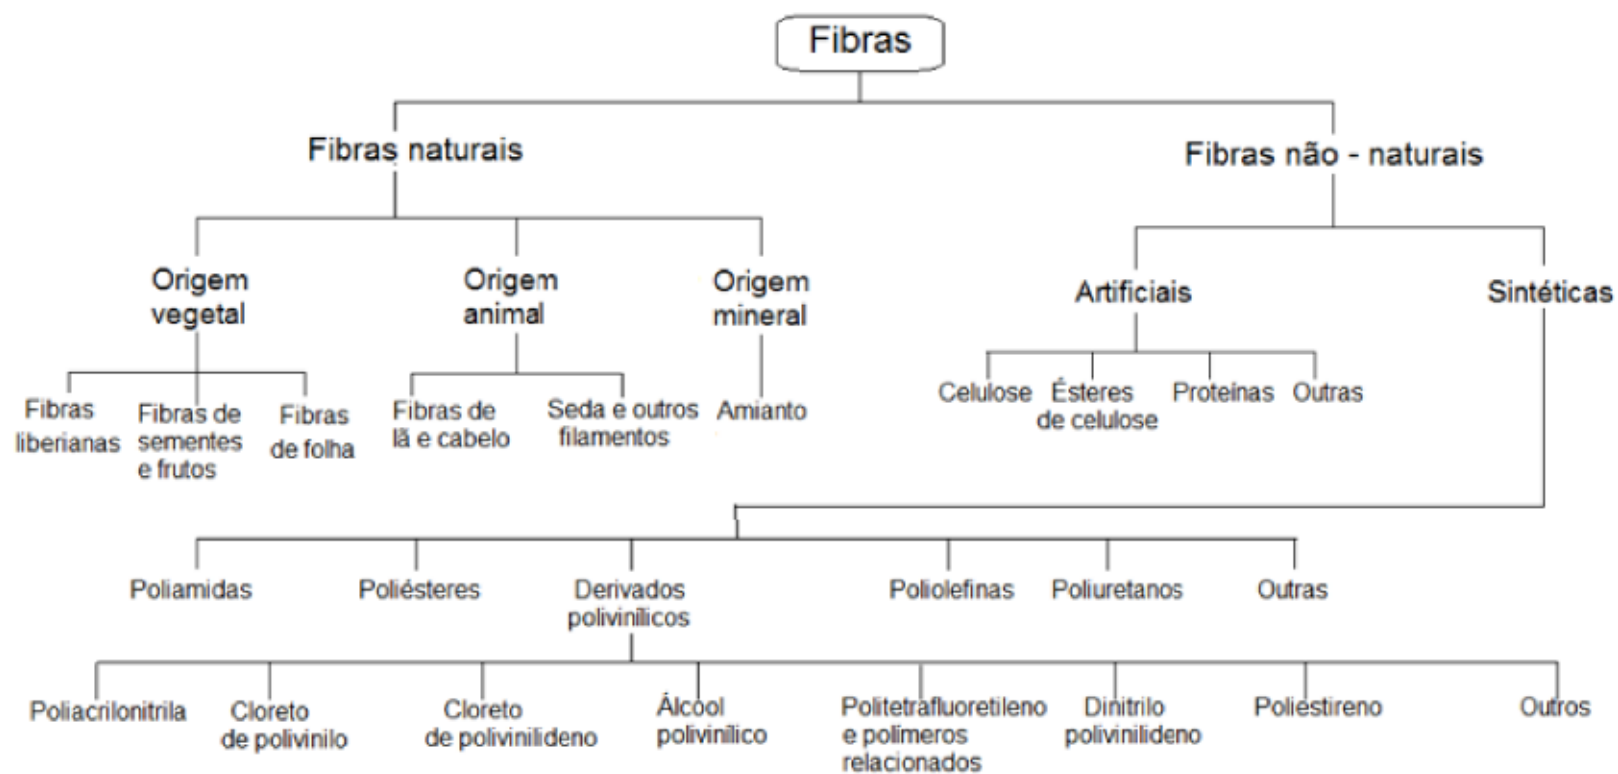 Fibras
Fibras naturais
Fibras não - naturais
Origem
vegetal
Origem
animal
Origem
mineral
Artificiais
Sintéticas
Fibras
liberianas
Fibras de
sementes
e frutos
Fibras
de folha
Fibras de
lã e cabelo
Seda e outros
filamentos
Amianto
Celulose
Ésteres
de celulose
Proteínas
Outras
Poliamidas
Poliésteres
Derivados
polivinílicos
Poliolefinas
Poliuretanos
Outras
Poliacrilonitrila
Cloreto
de polivinilo
Cloreto
de polivinilideno
Álcool
polivinílico
Politetrafluoretileno
e polímeros
relacionados
Dinitrilo
polivinilideno
Poliestireno
Outros